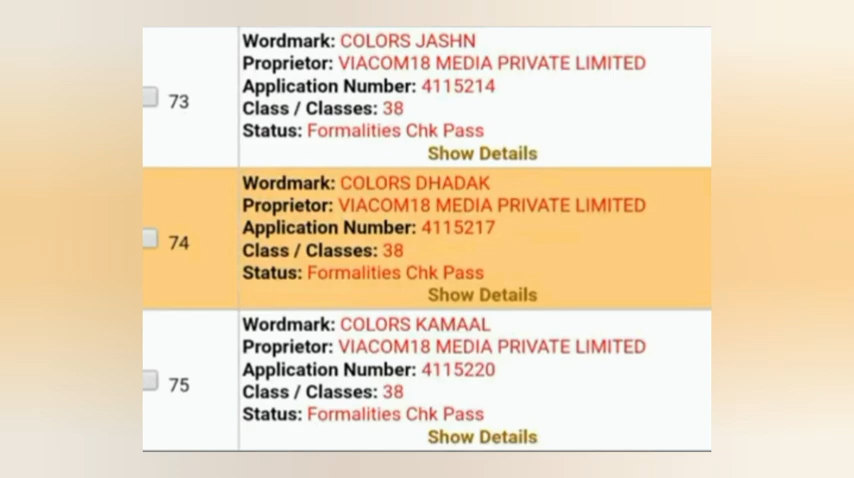 73
Wordmark: COLORS JASHN
Proprietor: VIACOM18 MEDIA PRIVATE LIMITED
Application Number: 4115214
Class / Classes: 38
Status: Formalities Chk Pass
Show Details
74
Wordmark: COLORS DHADAK
Proprietor: VIACOM18 MEDIA PRIVATE LIMITED
Application Number: 4115217
Class / Classes: 38
Status: Formalities Chk Pass
Show Details
75
Wordmark: COLORS KAMAAL
Proprietor: VIACOM18 MEDIA PRIVATE LIMITED
Application Number: 4115220
Class / Classes: 38
Status: Formalities Chk Pass
Show Details